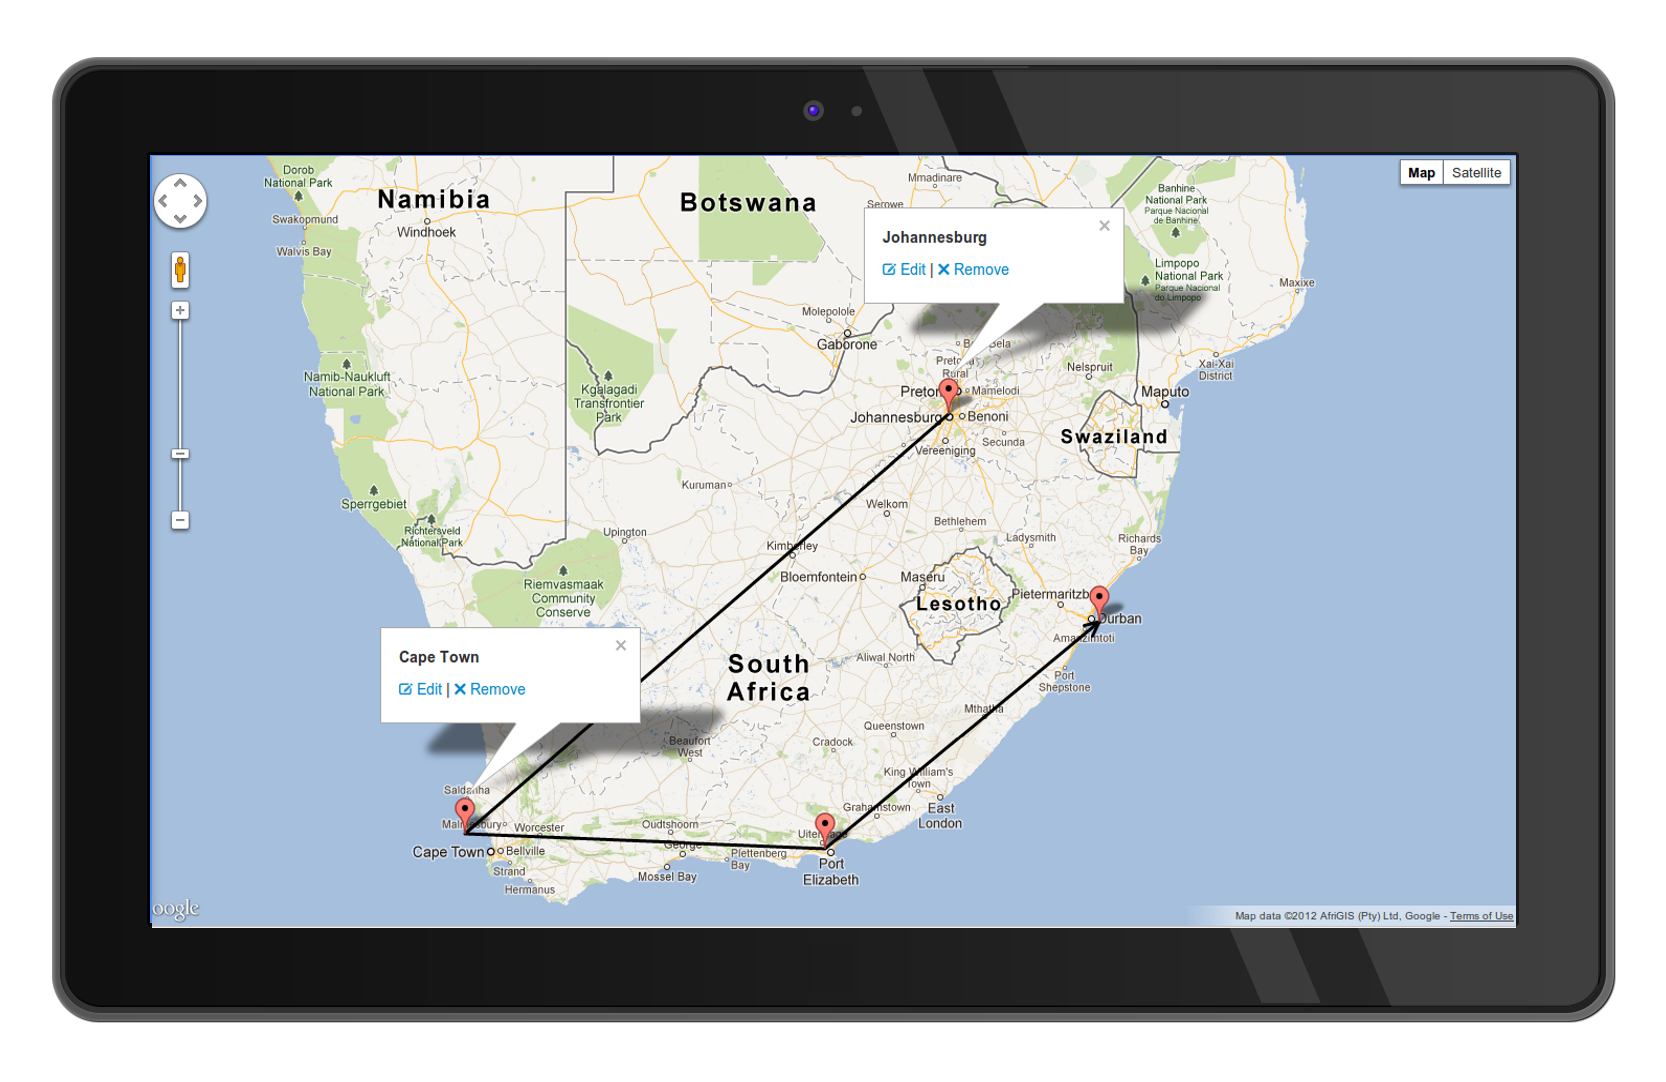 Dorob
National Park
Namibia
Botswana
Mmadinare
Map
Satellite
Banhine
National Park
Parque Nacional
de Banhine
Serowe
Swakopmund
Windhoek
Walvis Bay
Johannesburg
Edit | Remove
Limpopo
National Park
Parque Nacional
do Limpopo
Maxixe
Molepolole
Gaborone
Xai-Xai
District
Rural
Nelspruit
Namib-Naukluft
National Park
Kgalagadi
Transfrontier
Park
Mamelodi
Maputo
Johannesburg
Benoni
Swaziland
Secunda
Vereeniging
Kuruman
Sperrgebiet
Welkom
Bethlehem
Richtersveld
National Park
Upington
Ladysmith
Richards
Bay
Kimberley
Bloemfontein
Maseru
Riemvasmaak
Community
Conserve
Lesotho
Pietermaritzb
Durban
Amanzimtoti
Cape Town
Edit | Remove
South
Africa
Aliwal North
Port
Shepstone
Mthatha
Queenstown
Beaufort
West
Cradock
King William's
Town
Saldanha
Grahamstown
East
London
Malmesbury
Worcester
Oudtshoorn
Cape Town
Bellville
George
Plettenberg
Bay
Port
Elizabeth
Strand
Mossel Bay
Hermanus
oogle
Map data ©2012 AfriGIS (Pty) Ltd, Google - Terms of Use